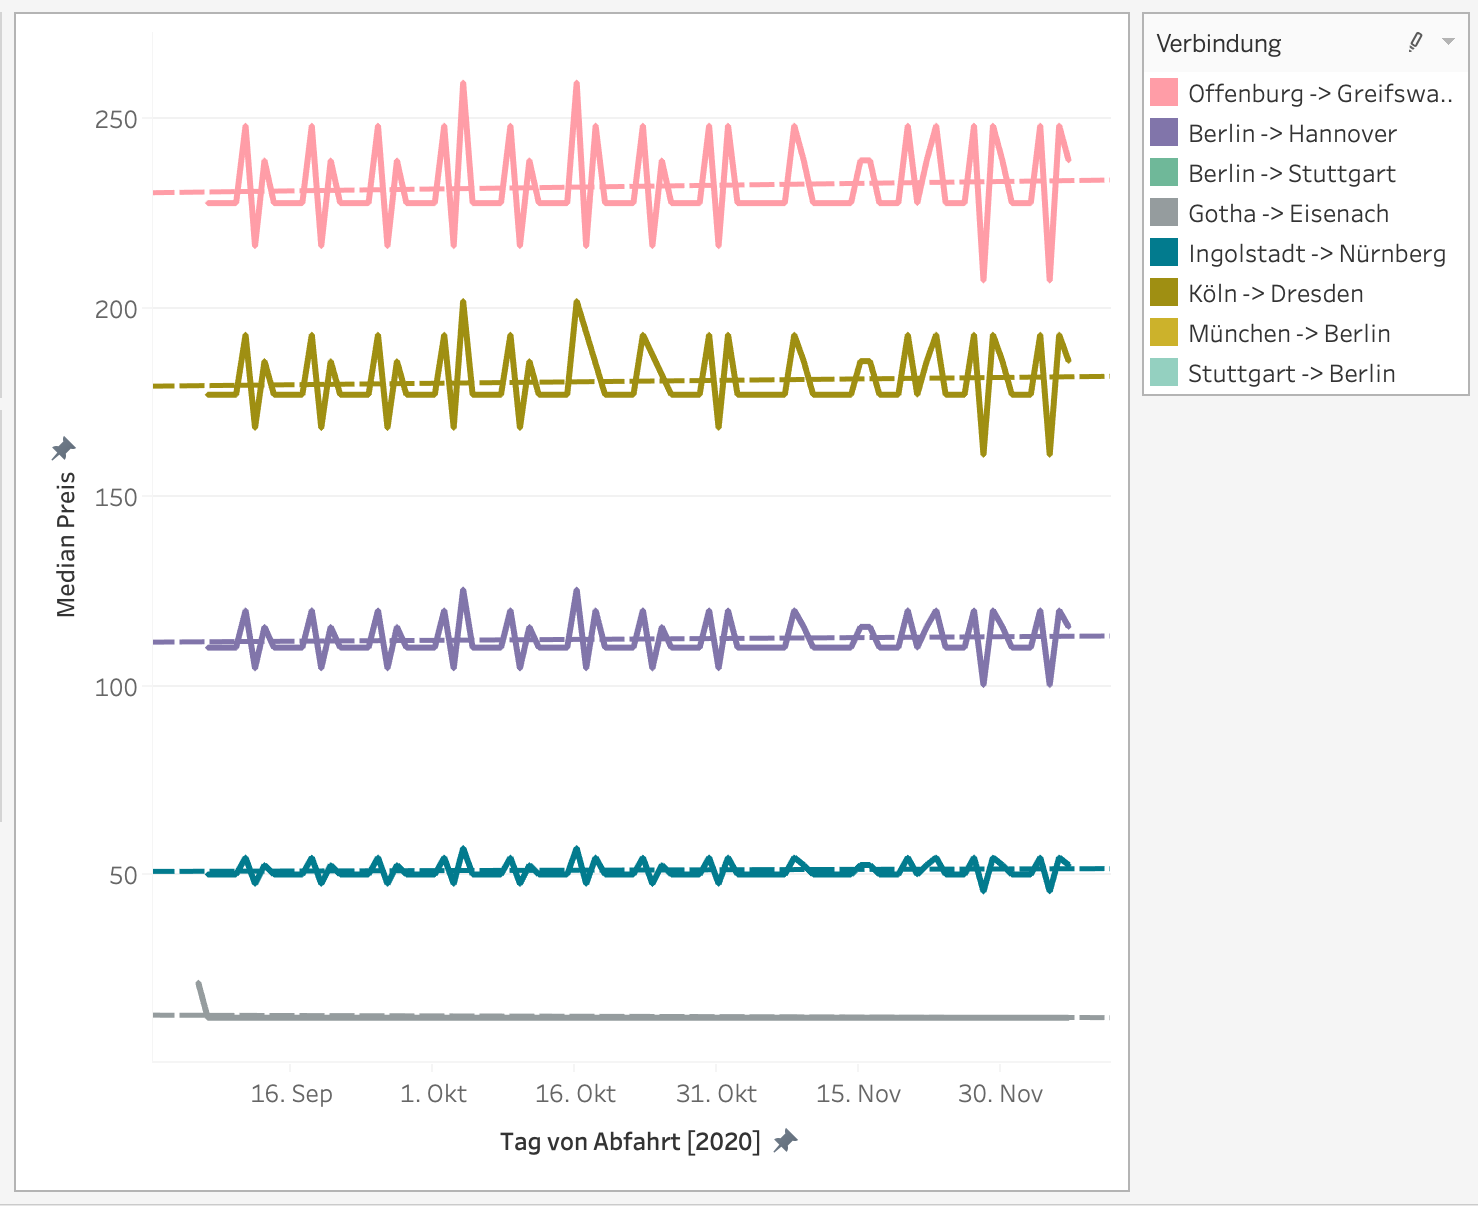 250
200
150
100
50
Median Preis
16. Sep
1. Okt
16. Okt
31. Okt
15. Nov
30. Nov
Tag von Abfahrt [2020]
Verbindung
Offenburg -> Greifswa..
Berlin -> Hannover
Berlin -> Stuttgart
Gotha -> Eisenach
Ingolstadt -> Nürnberg
Köln -> Dresden
München -> Berlin
Stuttgart -> Berlin